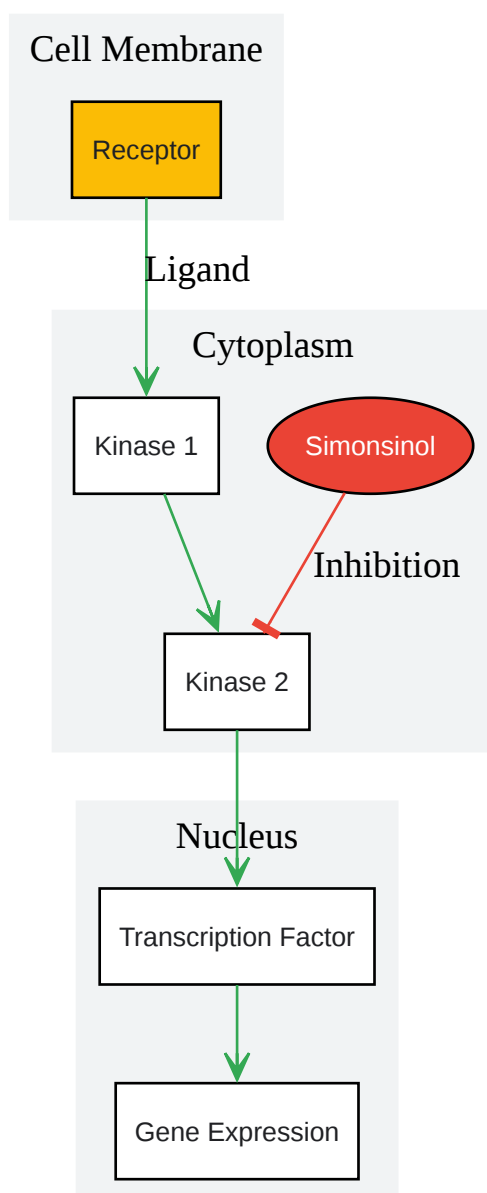 Cell Membrane
Receptor
Ligand
Cytoplasm
Kinase 1
Simonsinol
Inhibition
Kinase 2
Nucleus
Transcription Factor
Gene Expression